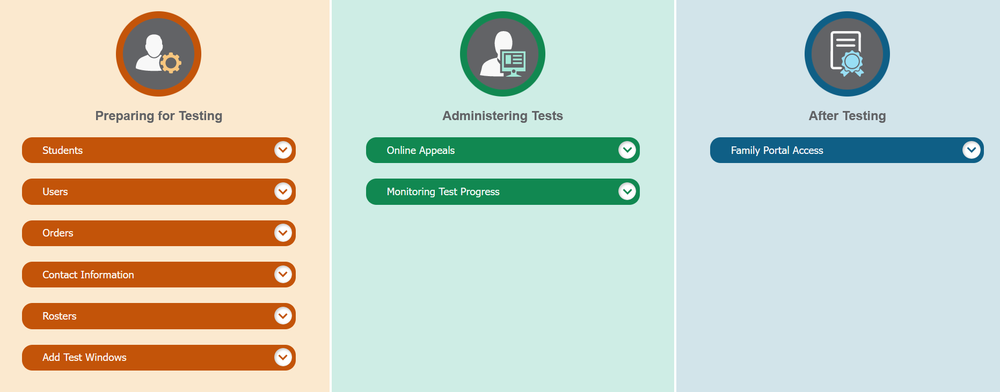 Preparing for Testing
Students
Users
Orders
Contact Information
Rosters
Add Test Windows
Administering Tests
Online Appeals
Monitoring Test Progress
After Testing
Family Portal Access